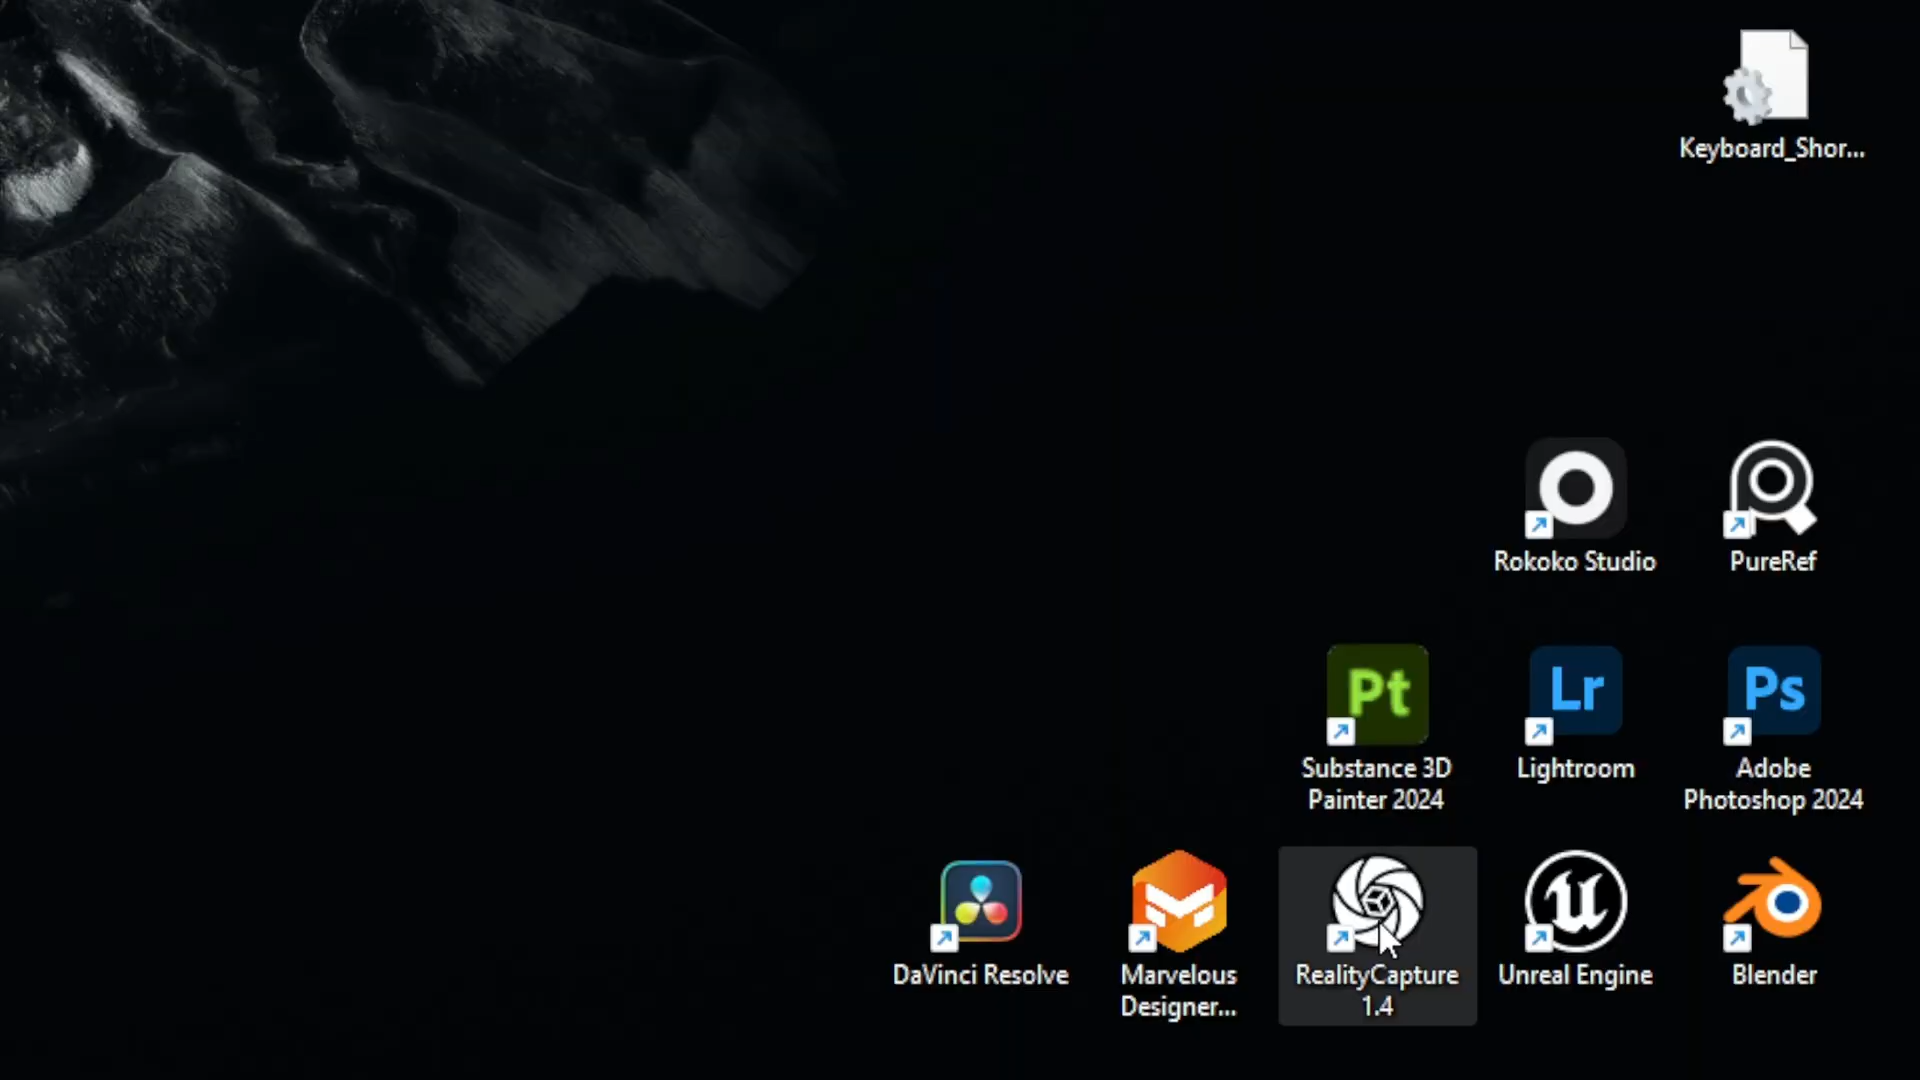 Keyboard_Shor...
Rokoko Studio
PureRef
Pt
Lr
Ps
Substance 3D
Painter 2024
Lightroom
Adobe
Photoshop 2024
DaVinci Resolve
Marvelous
Designer...
RealityCapture
1.4
Unreal Engine
Blender